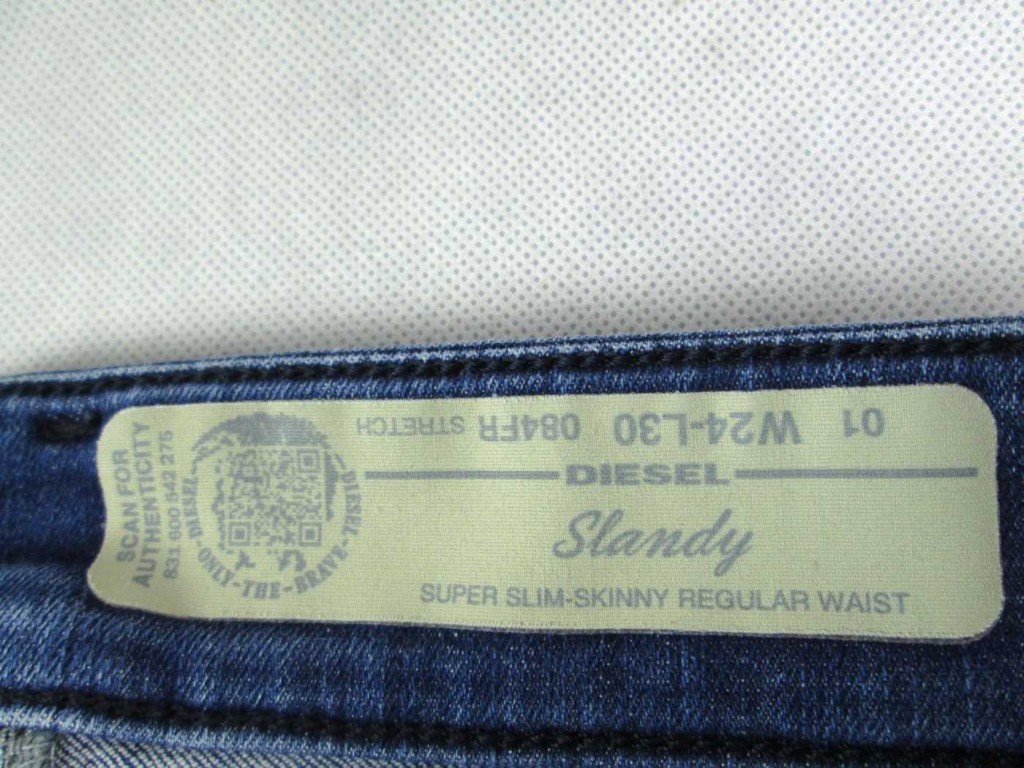 SCAN FOR
AUTHENTICITY
831 600 542 275
DIESEL-ONLY-THE-BRAVE-DIESEL
01 W24-L30 084FR STRETCH
DIESEL
Slandy
SUPER SLIM-SKINNY REGULAR WAIST